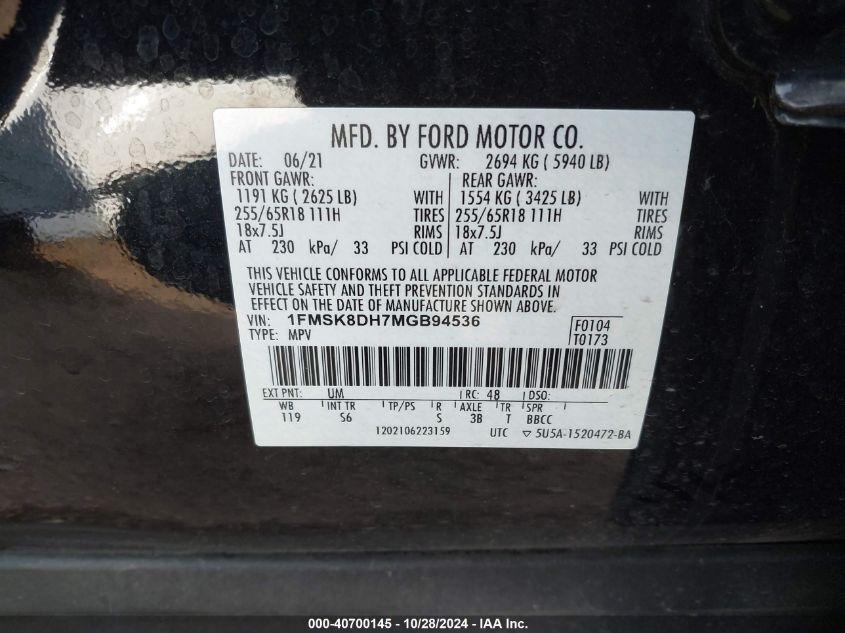 MFD. BY FORD MOTOR CO.
DATE: 06/21 GVWR: 2694 KG ( 5940 LB)
FRONT GAWR: REAR GAWR:
1191 KG ( 2625 LB) WITH 1554 KG ( 3425 LB) WITH
255/65R18 111H TIRES 255/65R18 111H TIRES
18x7.5J RIMS 18x7.5J RIMS
AT 230 kPa/ 33 PSI COLD AT 230 kPa/ 33 PSI COLD
THIS VEHICLE CONFORMS TO ALL APPLICABLE FEDERAL MOTOR
VEHICLE SAFETY AND THEFT PREVENTION STANDARDS IN
EFFECT ON THE DATE OF MANUFACTURE SHOWN ABOVE.
VIN: 1FMSK8DH7MGB94536 F0104
TYPE: MPV T0173
EXT PNT: UM RC: 48 DSO:
WB INT TR TP/PS R AXLE TR SPR
119 S6 S 3B T BBCC
1202106223159 UTC ▽ 5U5A-1520472-BA
000-40700145 | 10/28/2024 - IAA Inc.